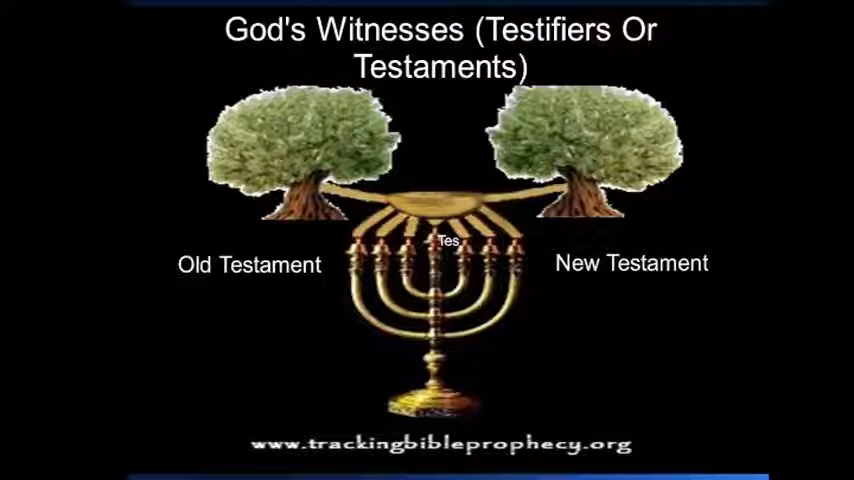 God's Witnesses (Testifiers Or
Testaments)
Tes
Old Testament
New Testament
www.trackingbibleprophecy.org